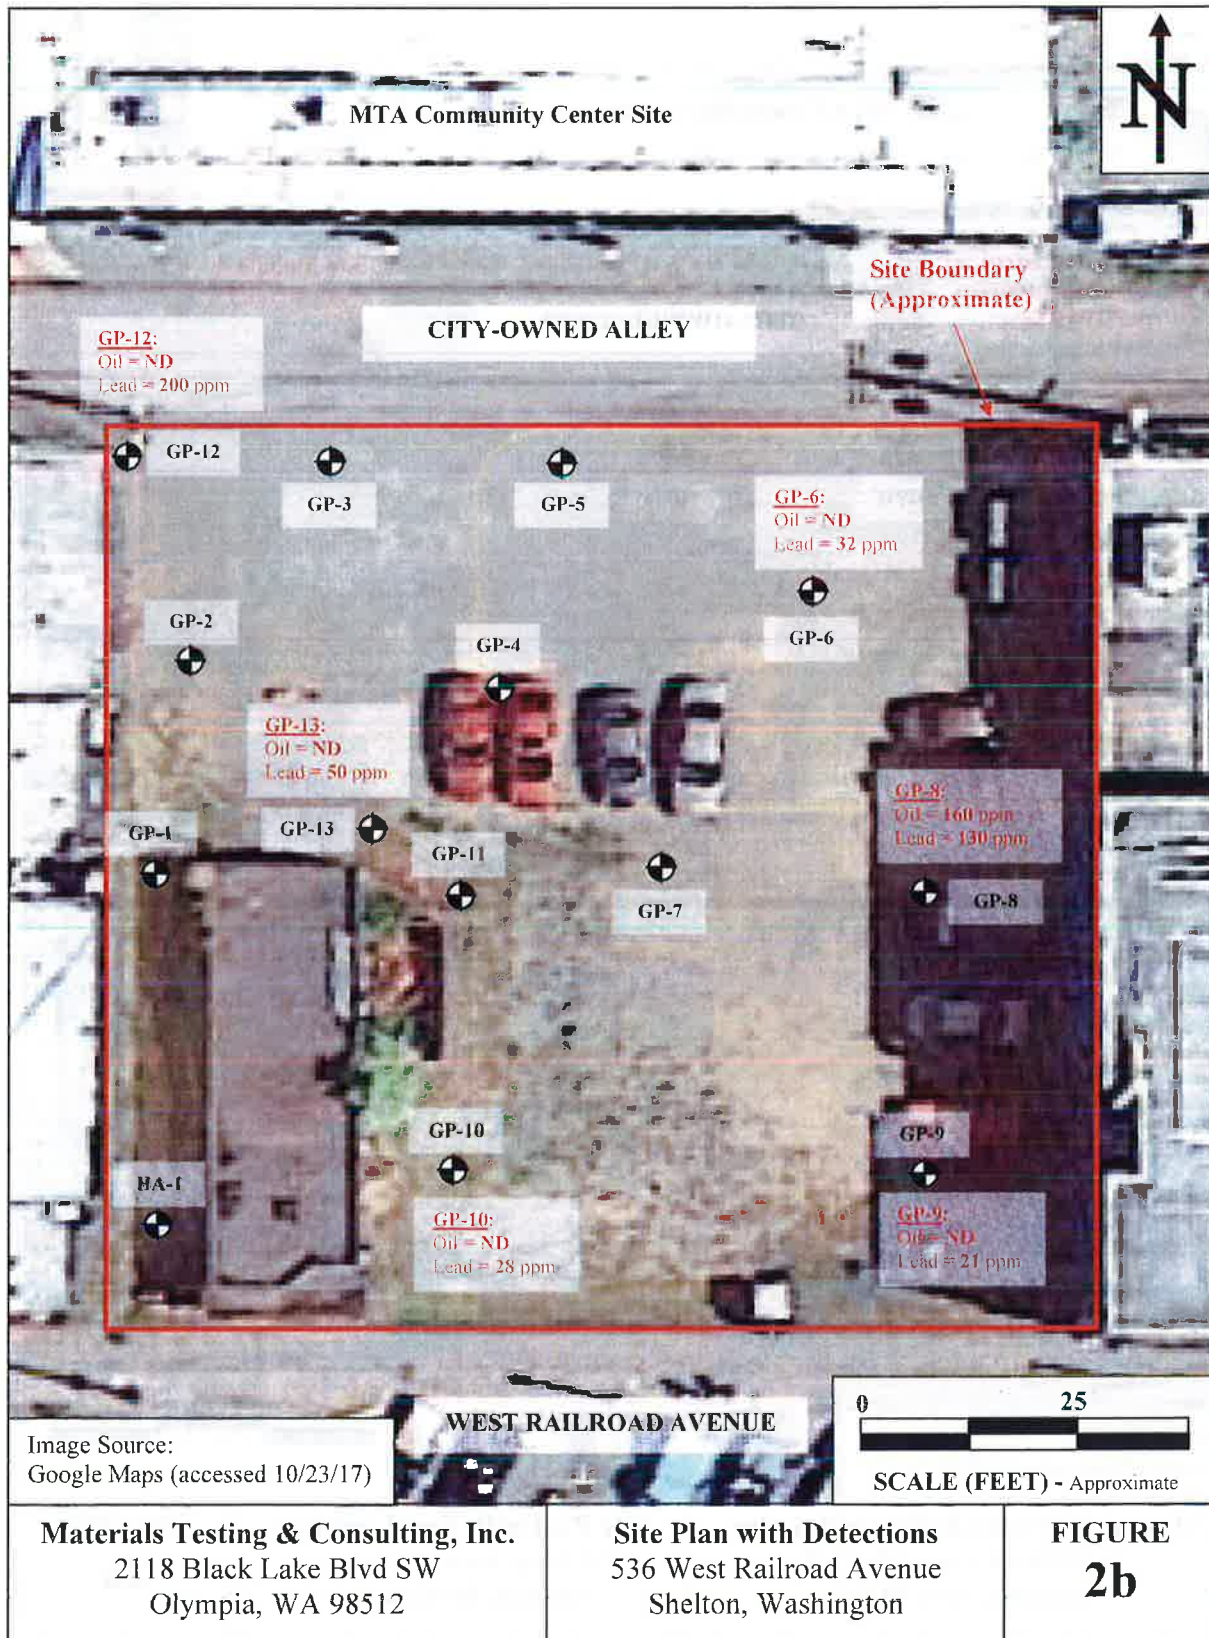 N
MTA Community Center Site
Site Boundary
(Approximate)
CITY-OWNED ALLEY
GP-12:
Oil = ND
Lead = 200 ppm
GP-12
GP-3
GP-5
GP-6:
Oil = ND
Lead = 32 ppm
GP-6
GP-2
GP-4
GP-13:
Oil = ND
Lead = 50 ppm
GP-13
GP-8:
Oil = 160 ppm
Lead = 130 ppm
GP-1
GP-11
GP-7
GP-8
GP-10
GP-9
HA-1
GP-10:
Oil = ND
Lead = 28 ppm
GP-9:
Oil = ND
Lead = 21 ppm
WEST RAILROAD AVENUE
0 25
SCALE (FEET) - Approximate
Image Source:
Google Maps (accessed 10/23/17)
Materials Testing & Consulting, Inc.
2118 Black Lake Blvd SW
Olympia, WA 98512
Site Plan with Detections
536 West Railroad Avenue
Shelton, Washington
FIGURE
2b